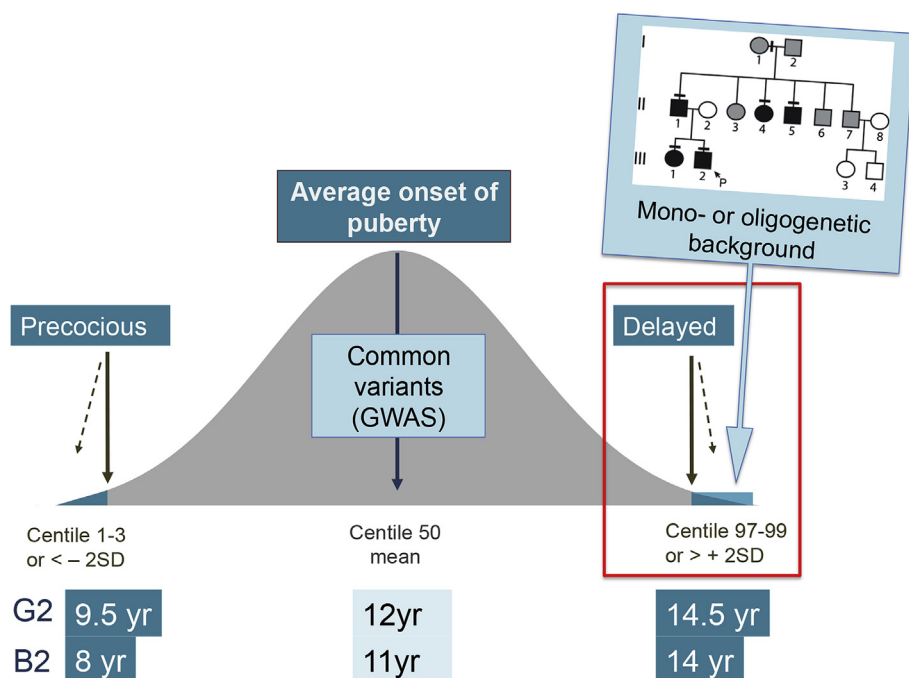 I
1
2
II
1
2
3
4
5
6
7
8
III
1
2
P
3
4
Mono- or oligogenetic
background
Average onset of
puberty
Precocious
Delayed
Common
variants
(GWAS)
Centile 1-3
or < – 2SD
Centile 50
mean
Centile 97-99
or > + 2SD
G2 9.5 yr 12yr 14.5 yr
B2 8 yr 11yr 14 yr